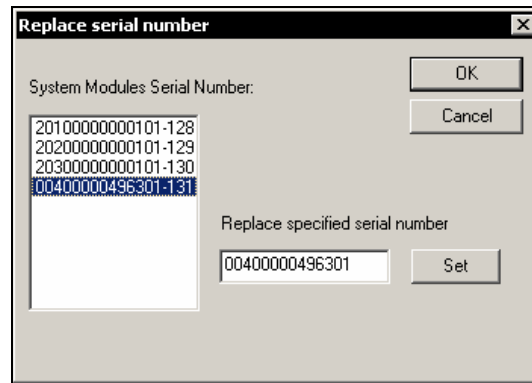 Replace serial number
OK
System Modules Serial Number:
Cancel
20100000000101-128
20200000000101-129
20300000000101-130
00400000496301-131
Replace specified serial number
00400000496301
Set